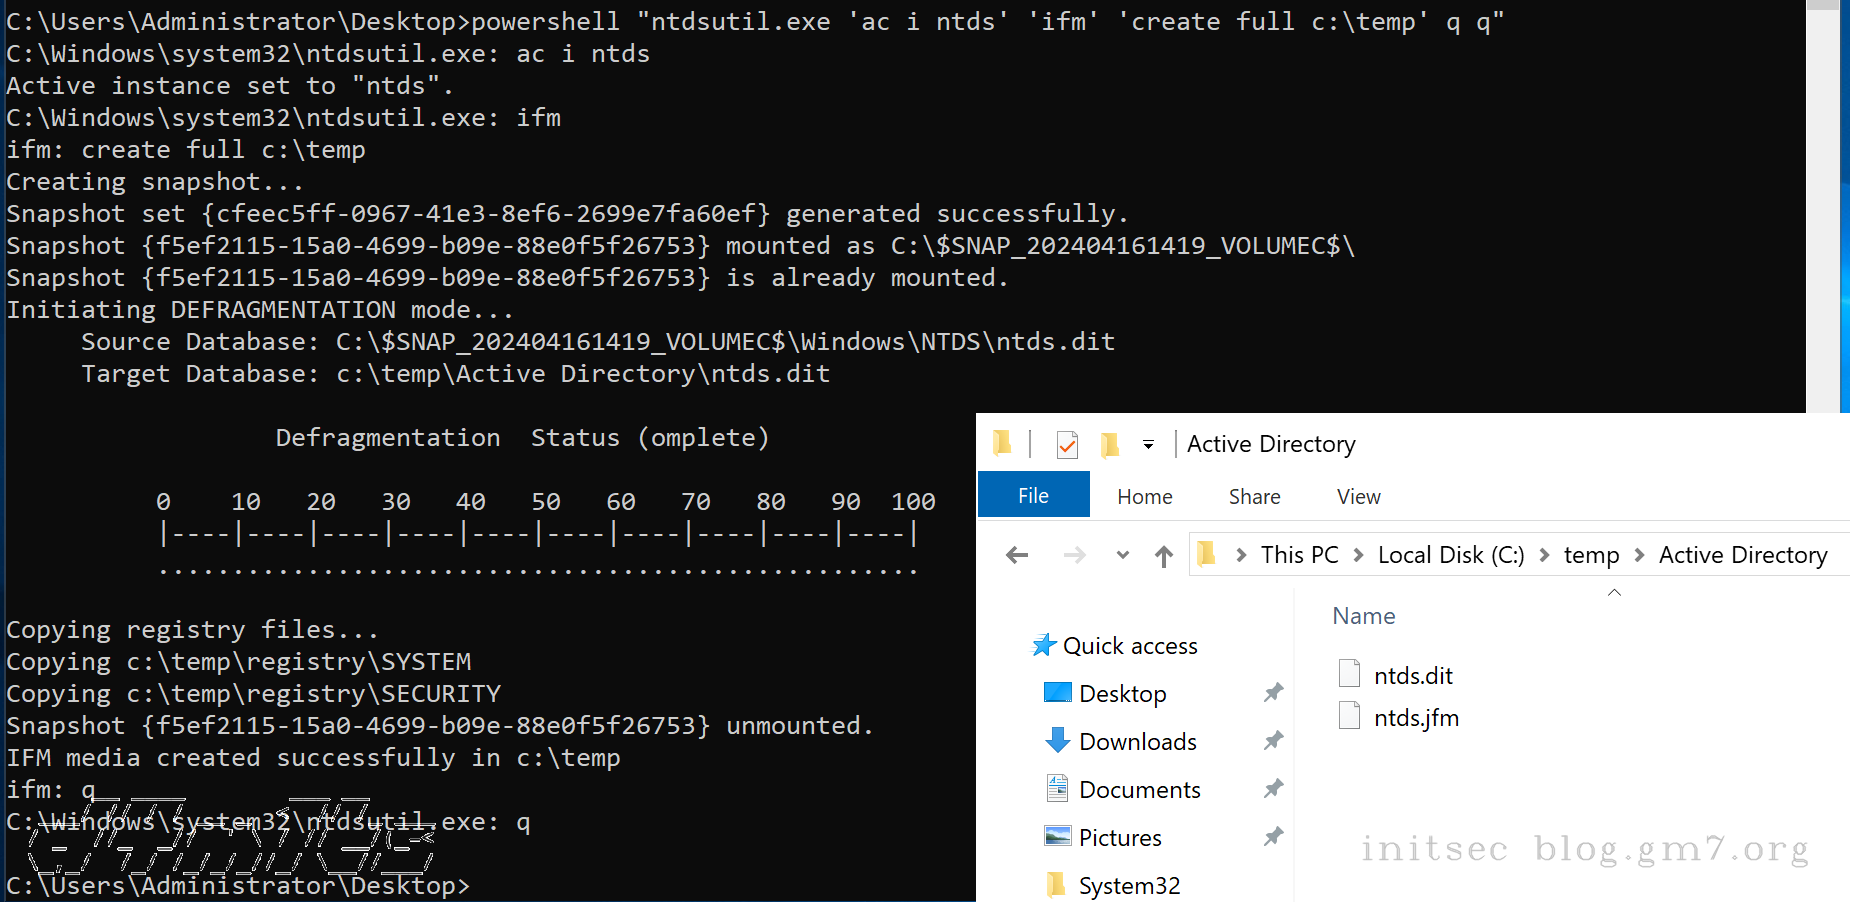 C:\Users\Administrator\Desktop>powershell "ntdsutil.exe 'ac i ntds' 'ifm' 'create full c:\temp' q q"
C:\Windows\system32\ntdsutil.exe: ac i ntds
Active instance set to "ntds".
C:\Windows\system32\ntdsutil.exe: ifm
ifm: create full c:\temp
Creating snapshot...
Snapshot set {cfeec5ff-0967-41e3-8ef6-2699e7fa60ef} generated successfully.
Snapshot {f5ef2115-15a0-4699-b09e-88e0f5f26753} mounted as C:\$SNAP_202404161419_VOLUMEC$\
Snapshot {f5ef2115-15a0-4699-b09e-88e0f5f26753} is already mounted.
Initiating DEFRAGMENTATION mode...
Source Database: C:\$SNAP_202404161419_VOLUMEC$\Windows\NTDS\ntds.dit
Target Database: c:\temp\Active Directory\ntds.dit
Defragmentation  Status (omplete)
0    10   20   30   40   50   60   70   80   90  100
|----|----|----|----|----|----|----|----|----|----|
...................................................
Copying registry files...
Copying c:\temp\registry\SYSTEM
Copying c:\temp\registry\SECURITY
Snapshot {f5ef2115-15a0-4699-b09e-88e0f5f26753} unmounted.
IFM media created successfully in c:\temp
ifm: q
C:\Windows\system32\ntdsutil.exe: q
C:\Users\Administrator\Desktop>
Active Directory
File Home Share View
This PC > Local Disk (C:) > temp > Active Directory
Name
Quick access
Desktop
Downloads
Documents
Pictures
System32
ntds.dit
ntds.jfm
initsec blog.gm7.org